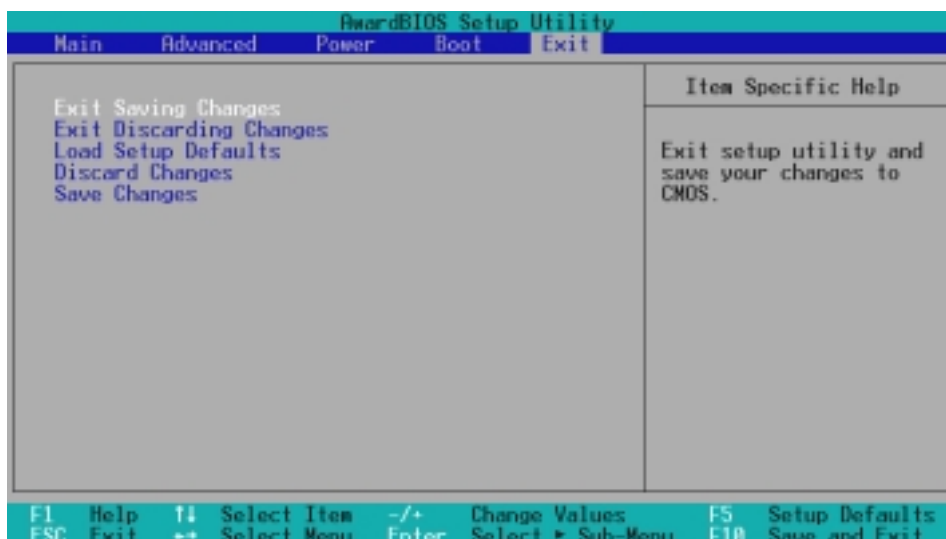 AwardBIOS Setup Utility
Main Advanced Power Boot Exit
Item Specific Help
Exit Saving Changes
Exit Discarding Changes
Load Setup Defaults
Discard Changes
Save Changes
Exit setup utility and
save your changes to
CMOS.
F1 Help ↑↓ Select Item -/+ Change Values F5 Setup Defaults
ESC Exit ←→ Select Menu Enter Select ► Sub-Menu F10 Save and Exit